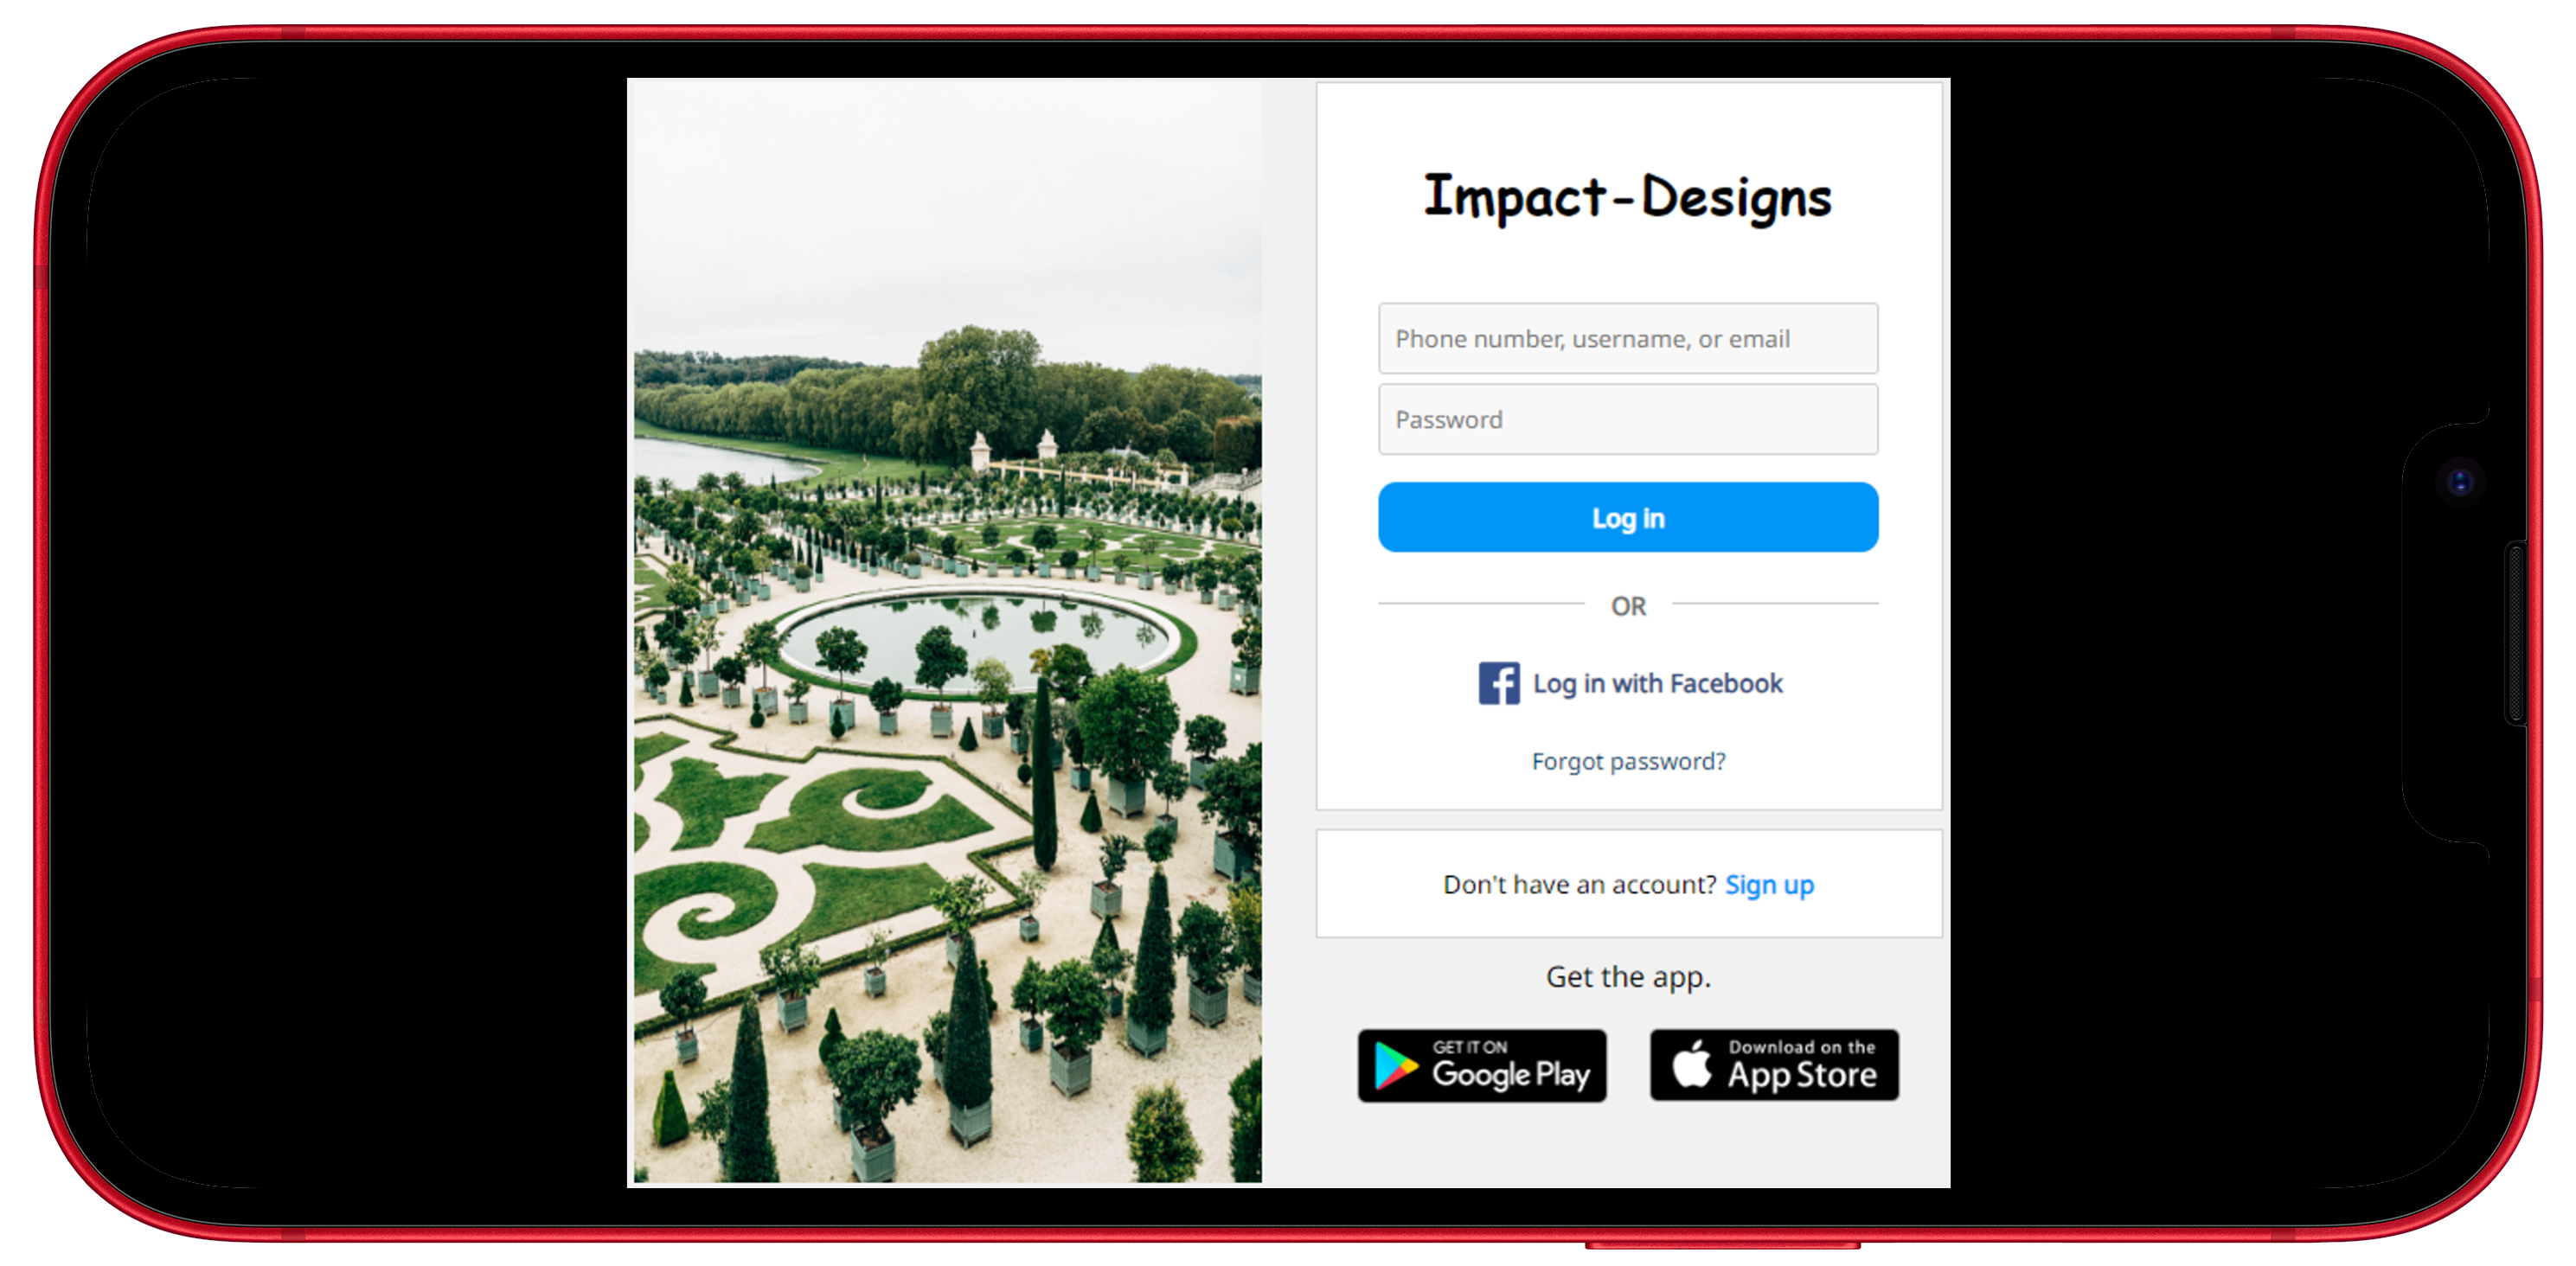 Impact-Designs
Phone number, username, or email
Password
Log in
OR
Log in with Facebook
Forgot password?
Don't have an account? Sign up
Get the app.
GET IT ON
Google Play
Download on the
App Store